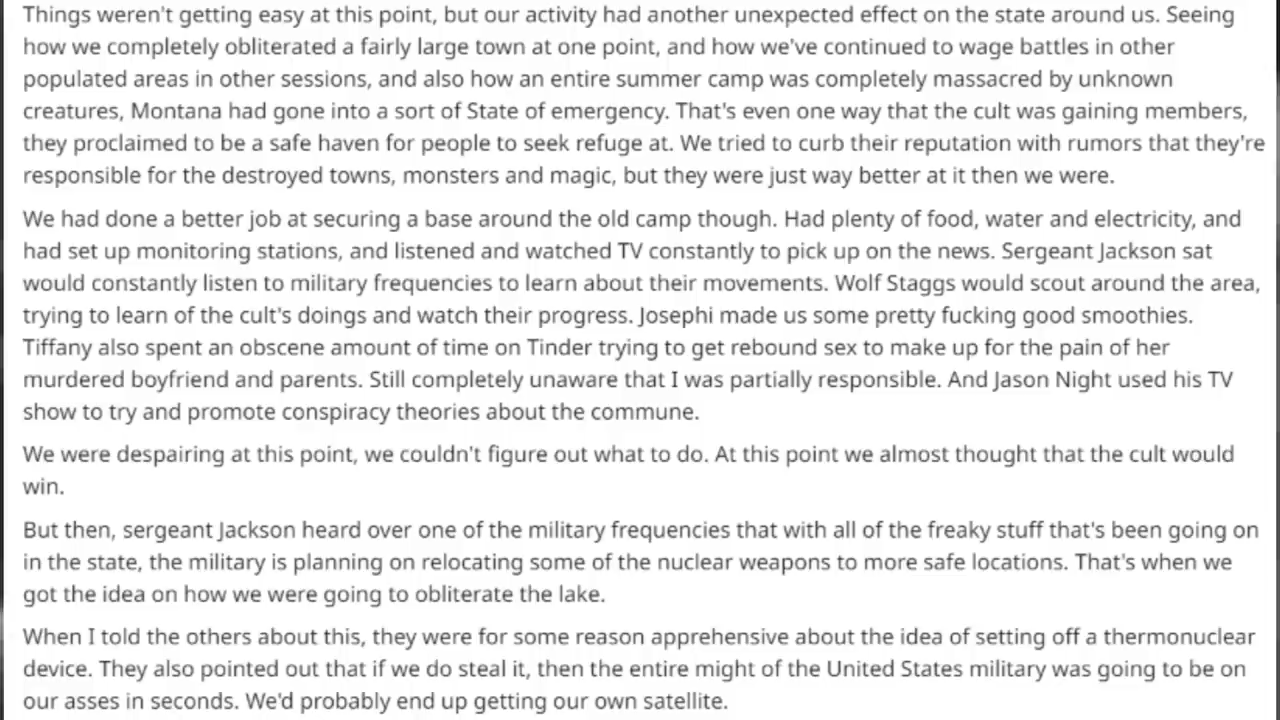 Things weren't getting easy at this point, but our activity had another unexpected effect on the state around us. Seeing
how we completely obliterated a fairly large town at one point, and how we've continued to wage battles in other
populated areas in other sessions, and also how an entire summer camp was completely massacred by unknown
creatures, Montana had gone into a sort of State of emergency. That's even one way that the cult was gaining members,
they proclaimed to be a safe haven for people to seek refuge at. We tried to curb their reputation with rumors that they're
responsible for the destroyed towns, monsters and magic, but they were just way better at it then we were.
We had done a better job at securing a base around the old camp though. Had plenty of food, water and electricity, and
had set up monitoring stations, and listened and watched TV constantly to pick up on the news. Sergeant Jackson sat
would constantly listen to military frequencies to learn about their movements. Wolf Staggs would scout around the area,
trying to learn of the cult's doings and watch their progress. Josephi made us some pretty fucking good smoothies.
Tiffany also spent an obscene amount of time on Tinder trying to get rebound sex to make up for the pain of her
murdered boyfriend and parents. Still completely unaware that I was partially responsible. And Jason Night used his TV
show to try and promote conspiracy theories about the commune.
We were despairing at this point, we couldn't figure out what to do. At this point we almost thought that the cult would
win.
But then, sergeant Jackson heard over one of the military frequencies that with all of the freaky stuff that's been going on
in the state, the military is planning on relocating some of the nuclear weapons to more safe locations. That's when we
got the idea on how we were going to obliterate the lake.
When I told the others about this, they were for some reason apprehensive about the idea of setting off a thermonuclear
device. They also pointed out that if we do steal it, then the entire might of the United States military was going to be on
our asses in seconds. We'd probably end up getting our own satellite.